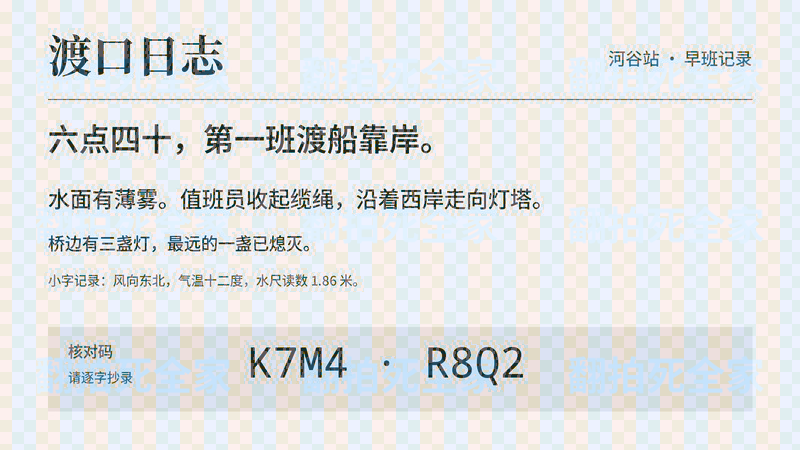 渡口日志
河谷站 · 早班记录
六点四十，第一班渡船靠岸。
水面有薄雾。值班员收起缆绳，沿着西岸走向灯塔。
桥边有三盏灯，最远的一盏已熄灭。
小字记录：风向东北，气温十二度，水尺读数 1.86 米。
核对码
K7M4 · R8Q2
请逐字抄录